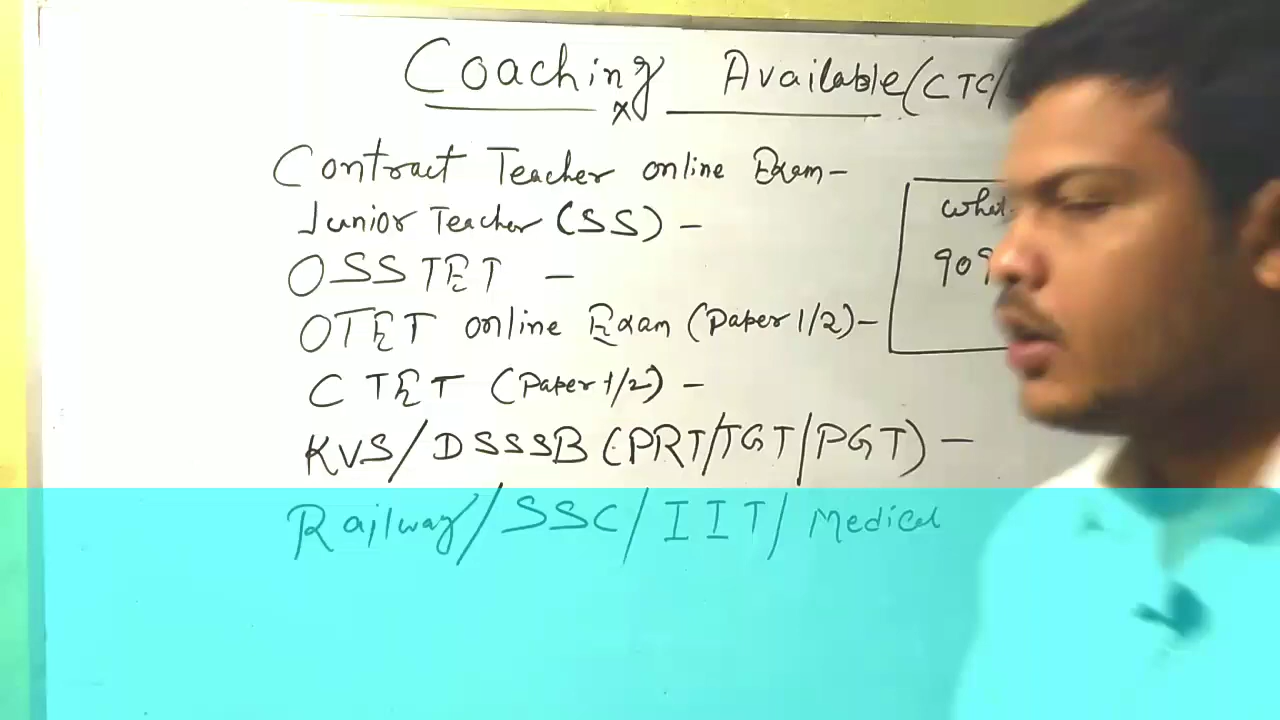 Coaching Available (CTC/
x
Contract Teacher online Exam-
Junior Teacher (SS) -
OSSTET -
OTET online Exam (Paper 1/2)-
CTET (Paper 1/2) -
KVS/DSSSB (PRT/TGT/PGT) -
Railway/SSC/IIT/Medical
909